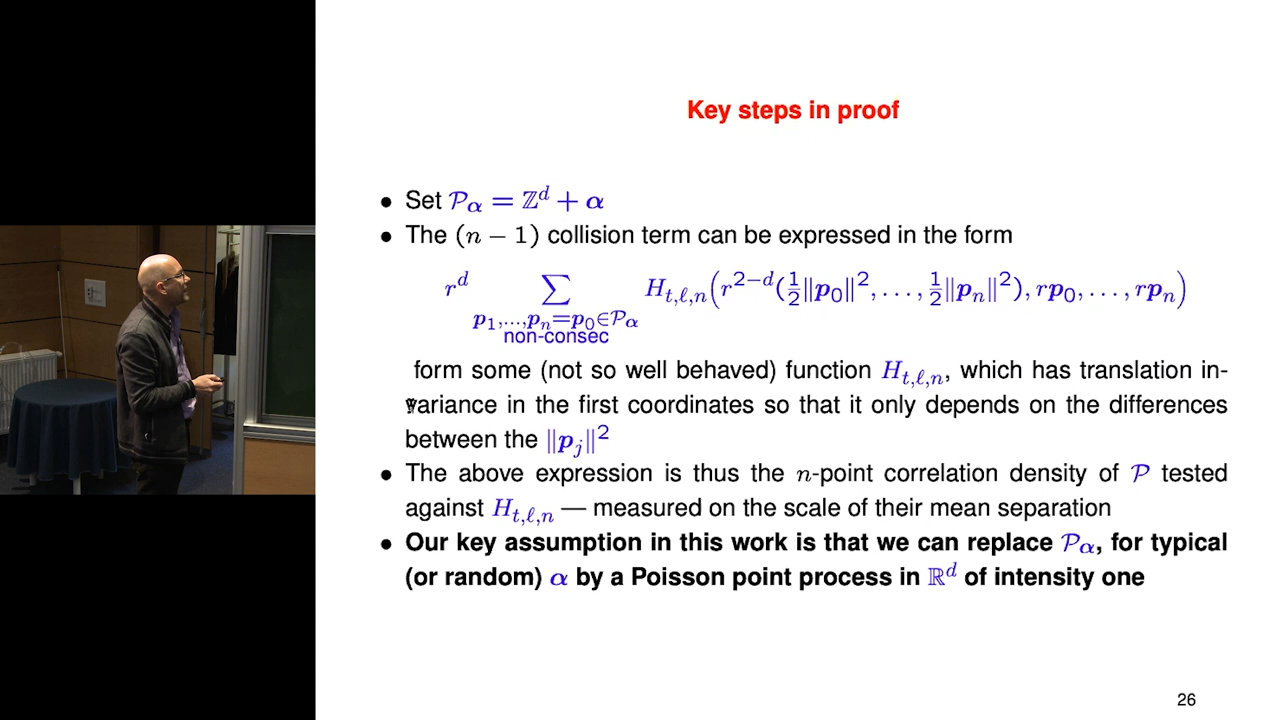 Key steps in proof
• Set 𝒫_α = ℤ^d + α
• The (n − 1) collision term can be expressed in the form
r^d ∑ H_{t,ℓ,n}(r^{2−d}(½‖p_0‖², . . . , ½‖p_n‖²), rp_0, . . . , rp_n)
p_1,...,p_n=p_0∈𝒫_α
non-consec
form some (not so well behaved) function H_{t,ℓ,n}, which has translation in-
variance in the first coordinates so that it only depends on the differences
between the ‖p_j‖²
• The above expression is thus the n-point correlation density of 𝒫 tested
against H_{t,ℓ,n} — measured on the scale of their mean separation
• Our key assumption in this work is that we can replace 𝒫_α, for typical
(or random) α by a Poisson point process in ℝ^d of intensity one
26